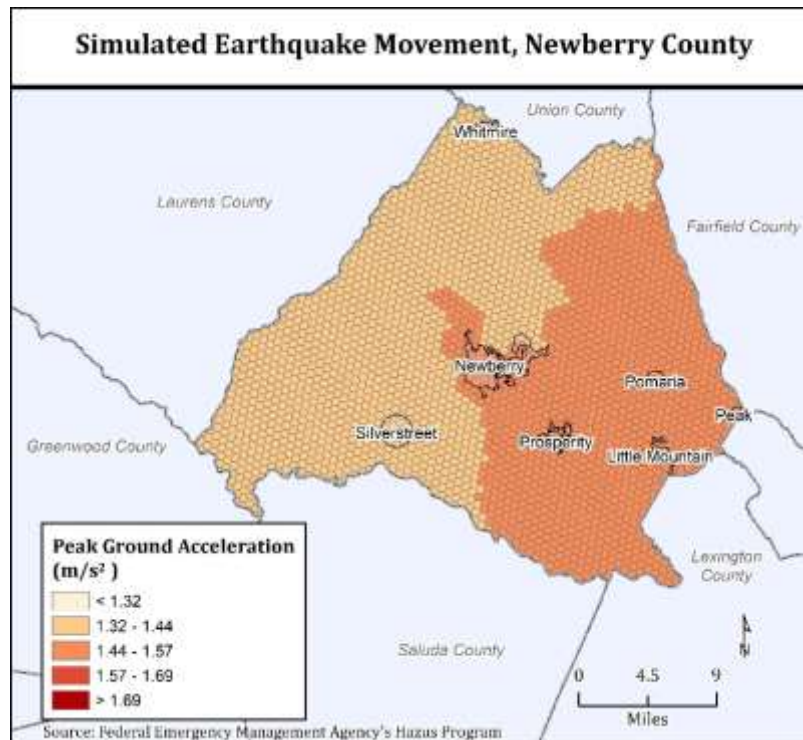 Simulated Earthquake Movement, Newberry County
Union County
Whitmire
Laurens County
Fairfield County
Newberry
Pomaria
Peak
Silverstreet
Prosperity
Little Mountain
Greenwood County
Lexington
County
Saluda County
Peak Ground Acceleration
(m/s² )
< 1.32
1.32 - 1.44
1.44 - 1.57
1.57 - 1.69
> 1.69
N
0 4.5 9
Miles
Source: Federal Emergency Management Agency's Hazus Program